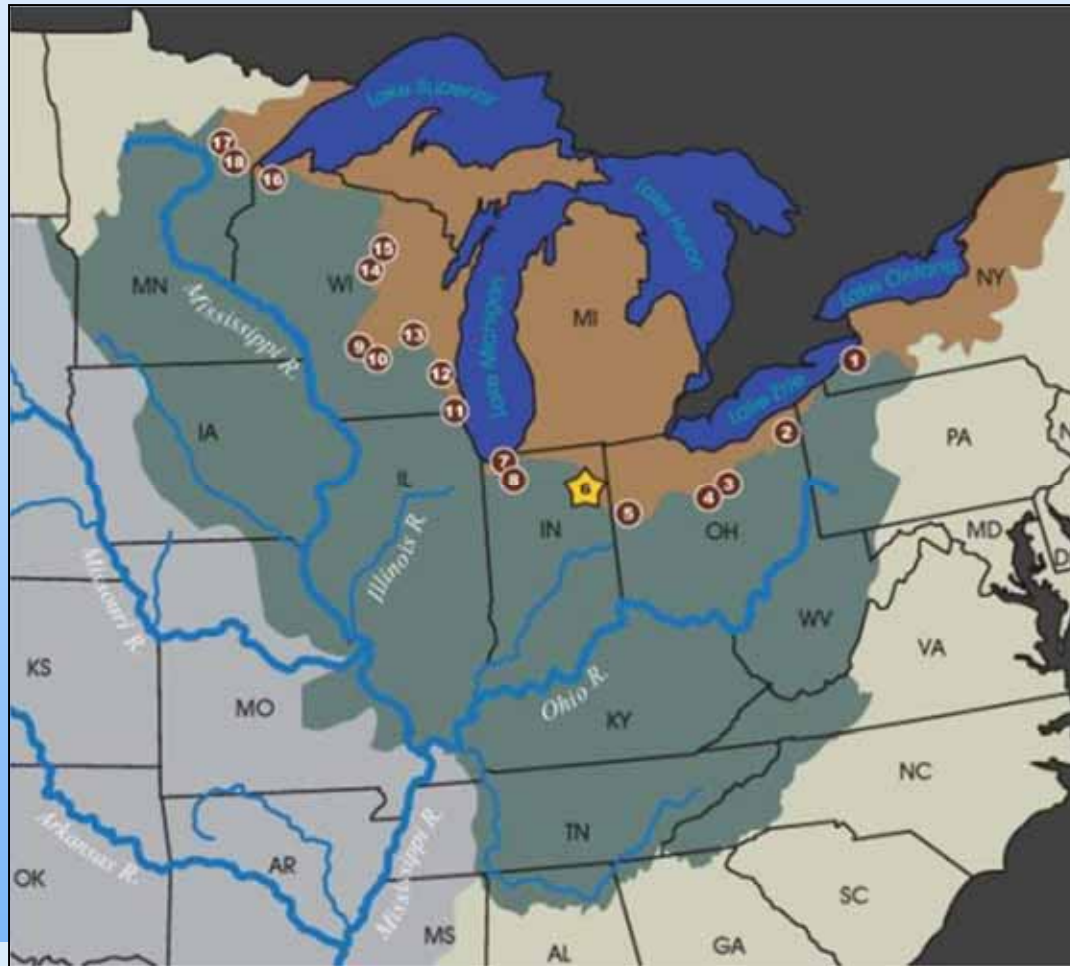 Lake Superior
17
18
16
Lake Huron
15
14
MN
WI
Lake Ontario
NY
Mississippi R.
Lake Michigan
MI
13
9
10
1
12
Lake Erie
11
2
IA
PA
N
7
8
IL
6
3
4
5
IN
OH
MD
D
Illinois R.
Missouri R.
WV
VA
KS
MO
Ohio R.
KY
NC
TN
Arkansas R.
AR
Mississippi R.
OK
SC
MS
AL
GA